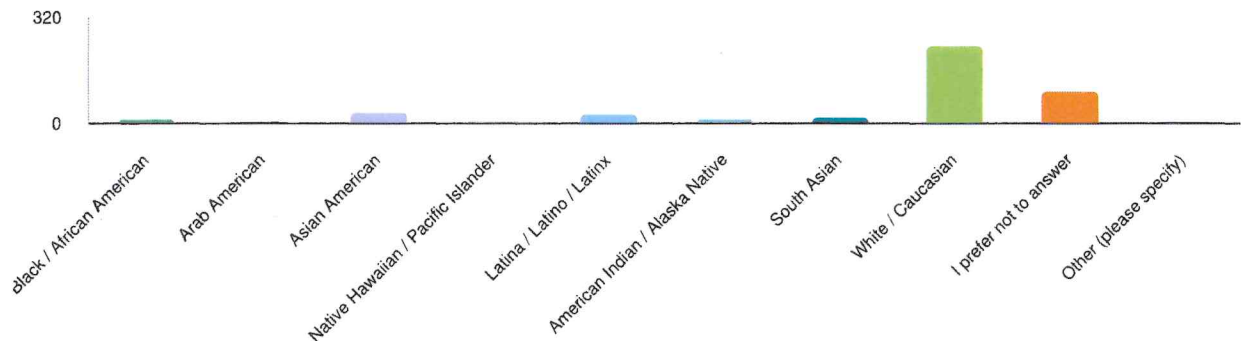 320
0
Black / African American
Arab American
Asian American
Native Hawaiian / Pacific Islander
Latina / Latino / Latinx
American Indian / Alaska Native
South Asian
White / Caucasian
I prefer not to answer
Other (please specify)